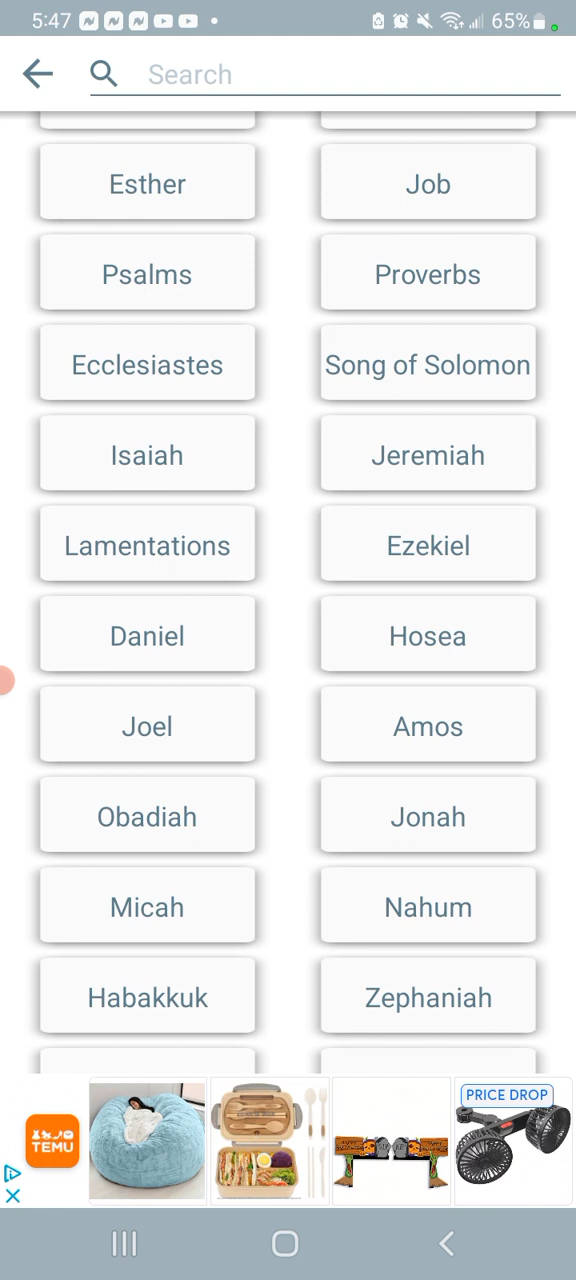 5:47 65%
Search
Esther Job
Psalms Proverbs
Ecclesiastes Song of Solomon
Isaiah Jeremiah
Lamentations Ezekiel
Daniel Hosea
Joel Amos
Obadiah Jonah
Micah Nahum
Habakkuk Zephaniah
PRICE DROP
TEMU